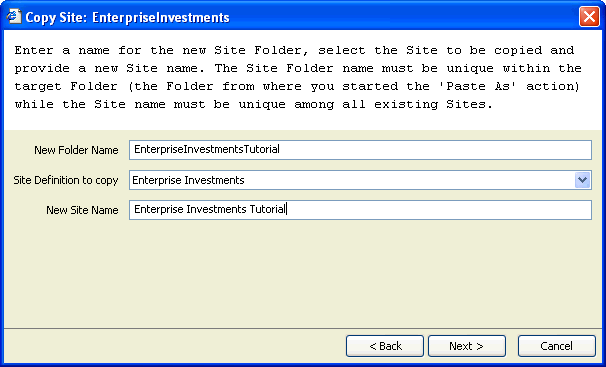 Copy Site: EnterpriseInvestments
Enter a name for the new Site Folder, select the Site to be copied and
provide a new Site name. The Site Folder name must be unique within the
target Folder (the Folder from where you started the 'Paste As' action)
while the Site name must be unique among all existing Sites.
New Folder Name EnterpriseInvestmentsTutorial
Site Definition to copy Enterprise Investments
New Site Name Enterprise Investments Tutorial
< Back Next > Cancel